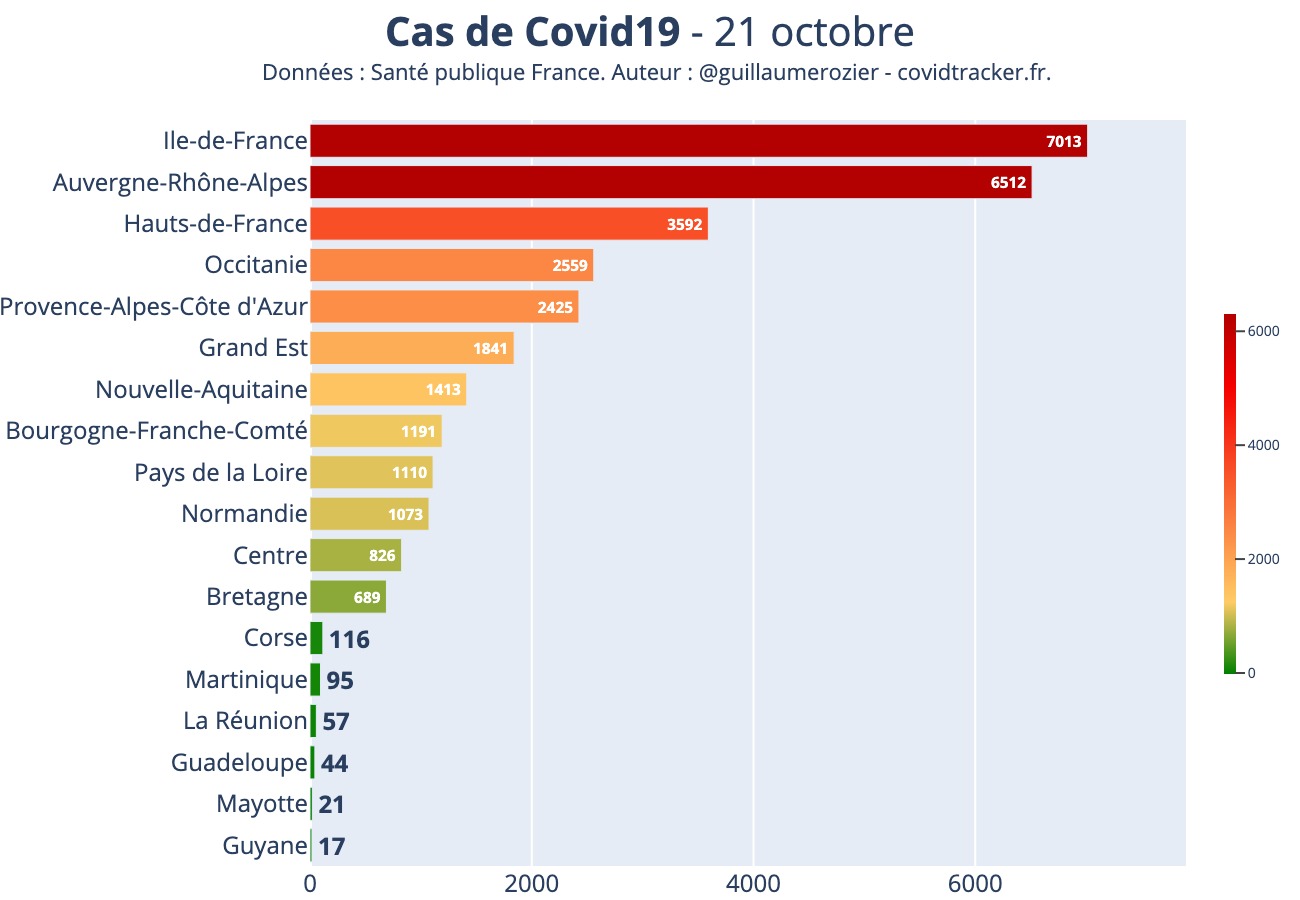 Cas de Covid19 - 21 octobre
Données : Santé publique France. Auteur : @guillaumerozier - covidtracker.fr.
Ile-de-France 7013
Auvergne-Rhône-Alpes 6512
Hauts-de-France 3592
Occitanie 2559
Provence-Alpes-Côte d'Azur 2425
Grand Est 1841
Nouvelle-Aquitaine 1413
Bourgogne-Franche-Comté 1191
Pays de la Loire 1110
Normandie 1073
Centre 826
Bretagne 689
Corse 116
Martinique 95
La Réunion 57
Guadeloupe 44
Mayotte 21
Guyane 17
0 2000 4000 6000
6000
4000
2000
0